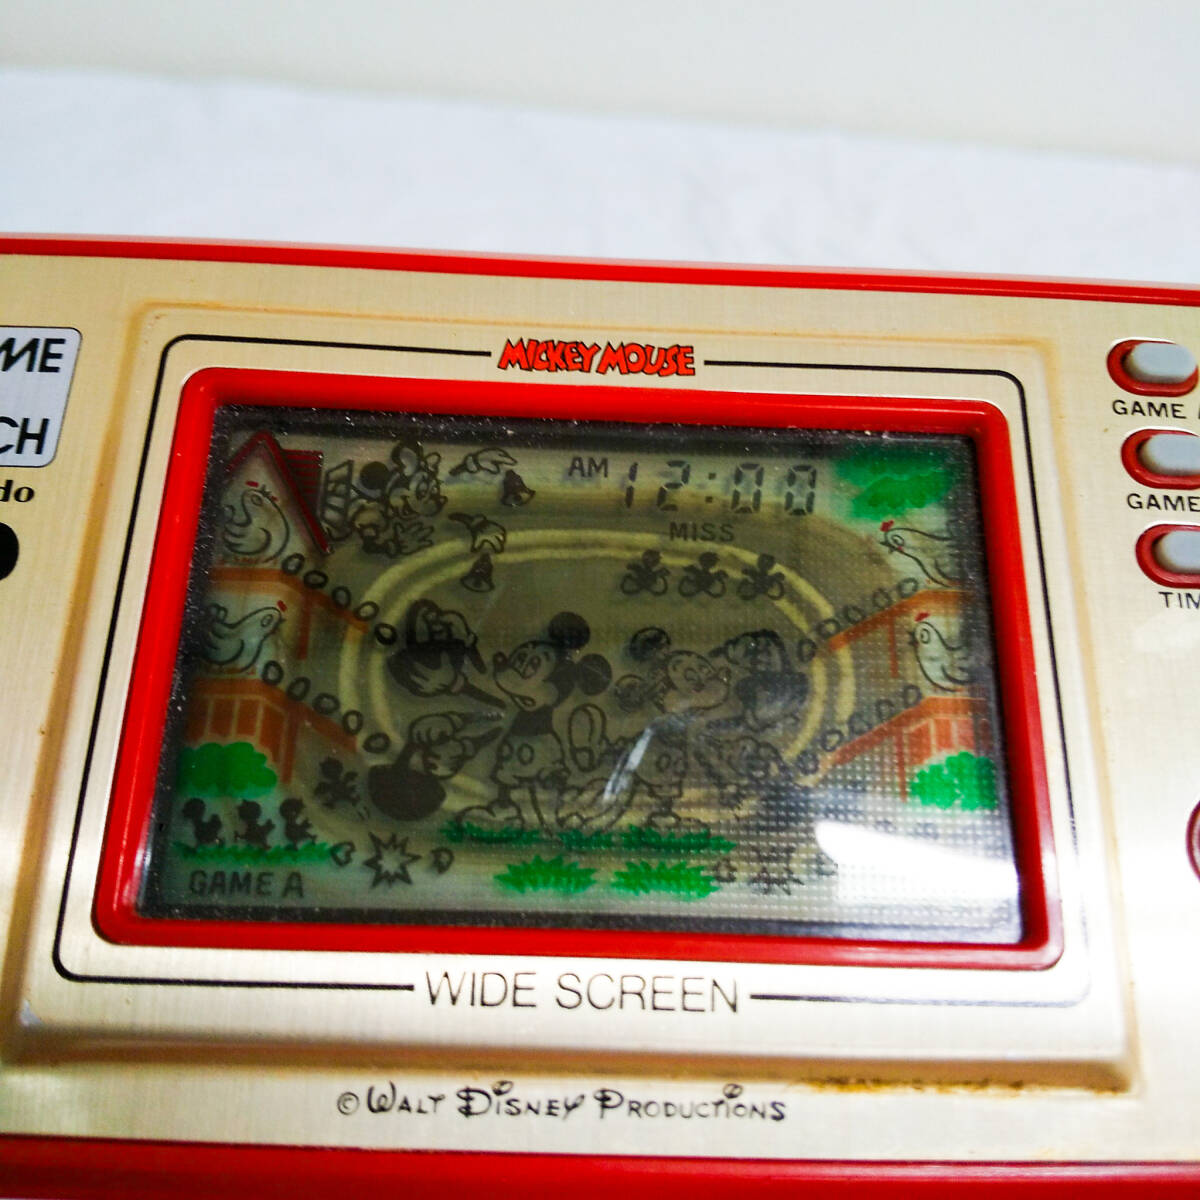 ME
CH
do
MICKEY MOUSE
GAME
GAME
TIM
AM 12:00
MISS
GAME A
WIDE SCREEN
© WALT DISNEY PRODUCTIONS